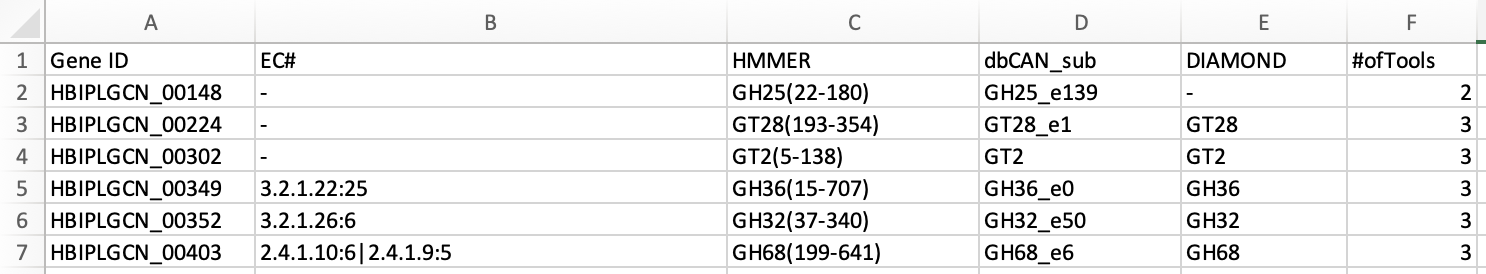 A B C D E F
1 Gene ID EC# HMMER dbCAN_sub DIAMOND #ofTools
2 HBIPLGCN_00148 - GH25(22-180) GH25_e139 - 2
3 HBIPLGCN_00224 - GT28(193-354) GT28_e1 GT28 3
4 HBIPLGCN_00302 - GT2(5-138) GT2 GT2 3
5 HBIPLGCN_00349 3.2.1.22:25 GH36(15-707) GH36_e0 GH36 3
6 HBIPLGCN_00352 3.2.1.26:6 GH32(37-340) GH32_e50 GH32 3
7 HBIPLGCN_00403 2.4.1.10:6|2.4.1.9:5 GH68(199-641) GH68_e6 GH68 3